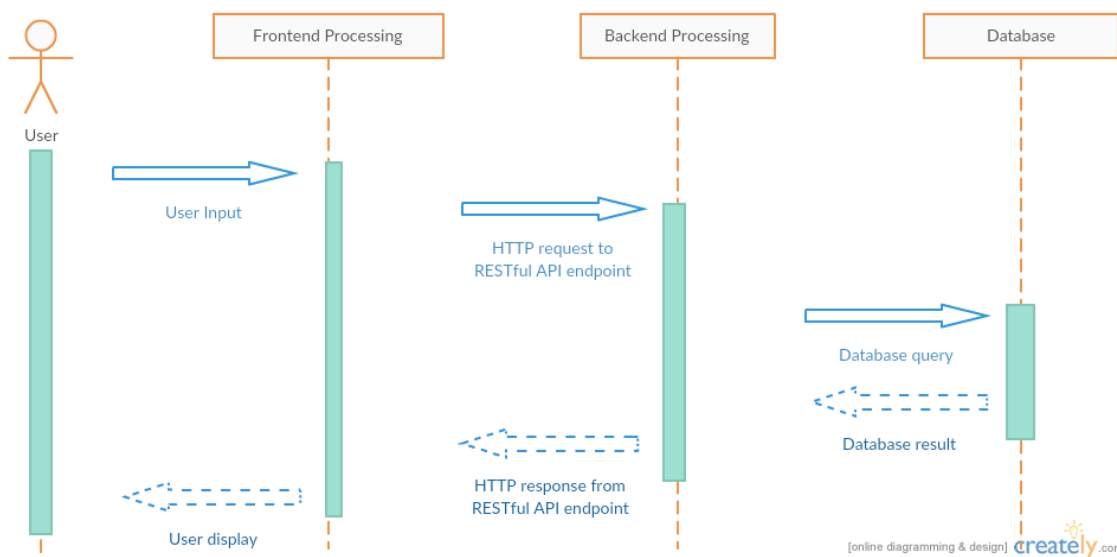 Frontend Processing
Backend Processing
Database
User
User Input
HTTP request to
RESTful API endpoint
Database query
Database result
HTTP response from
RESTful API endpoint
User display
[online diagramming & design]
creately.com